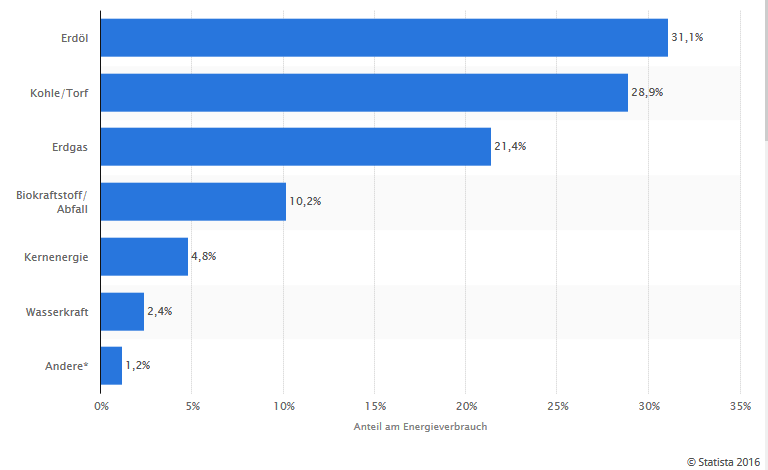 Erdöl
31,1%
Kohle/Torf
28,9%
Erdgas
21,4%
Biokraftstoff/
Abfall
10,2%
Kernenergie
4,8%
Wasserkraft
2,4%
Andere*
1,2%
0% 5% 10% 15% 20% 25% 30% 35%
Anteil am Energieverbrauch
© Statista 2016